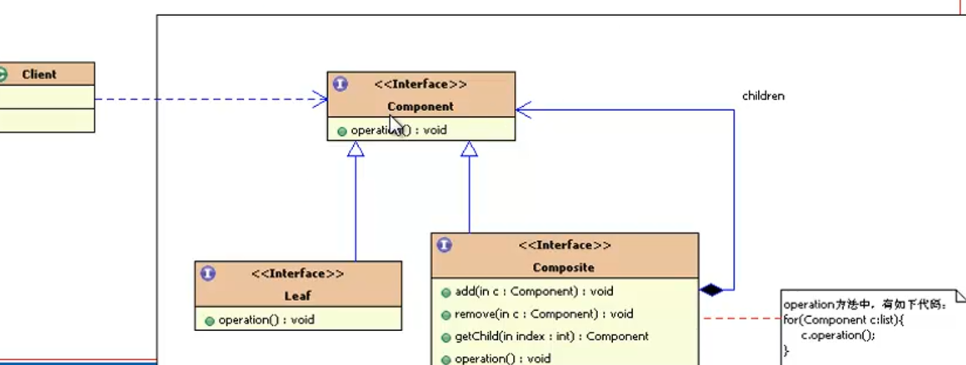 Client
<<Interface>>
Component
operation() : void
children
<<Interface>>
Leaf
operation() : void
<<Interface>>
Composite
add(in c : Component) : void
remove(in c : Component) : void
getChild(in index : int) : Component
operation() : void
operation方法中，有如下代码：
for(Component c:list){
c.operation();
}